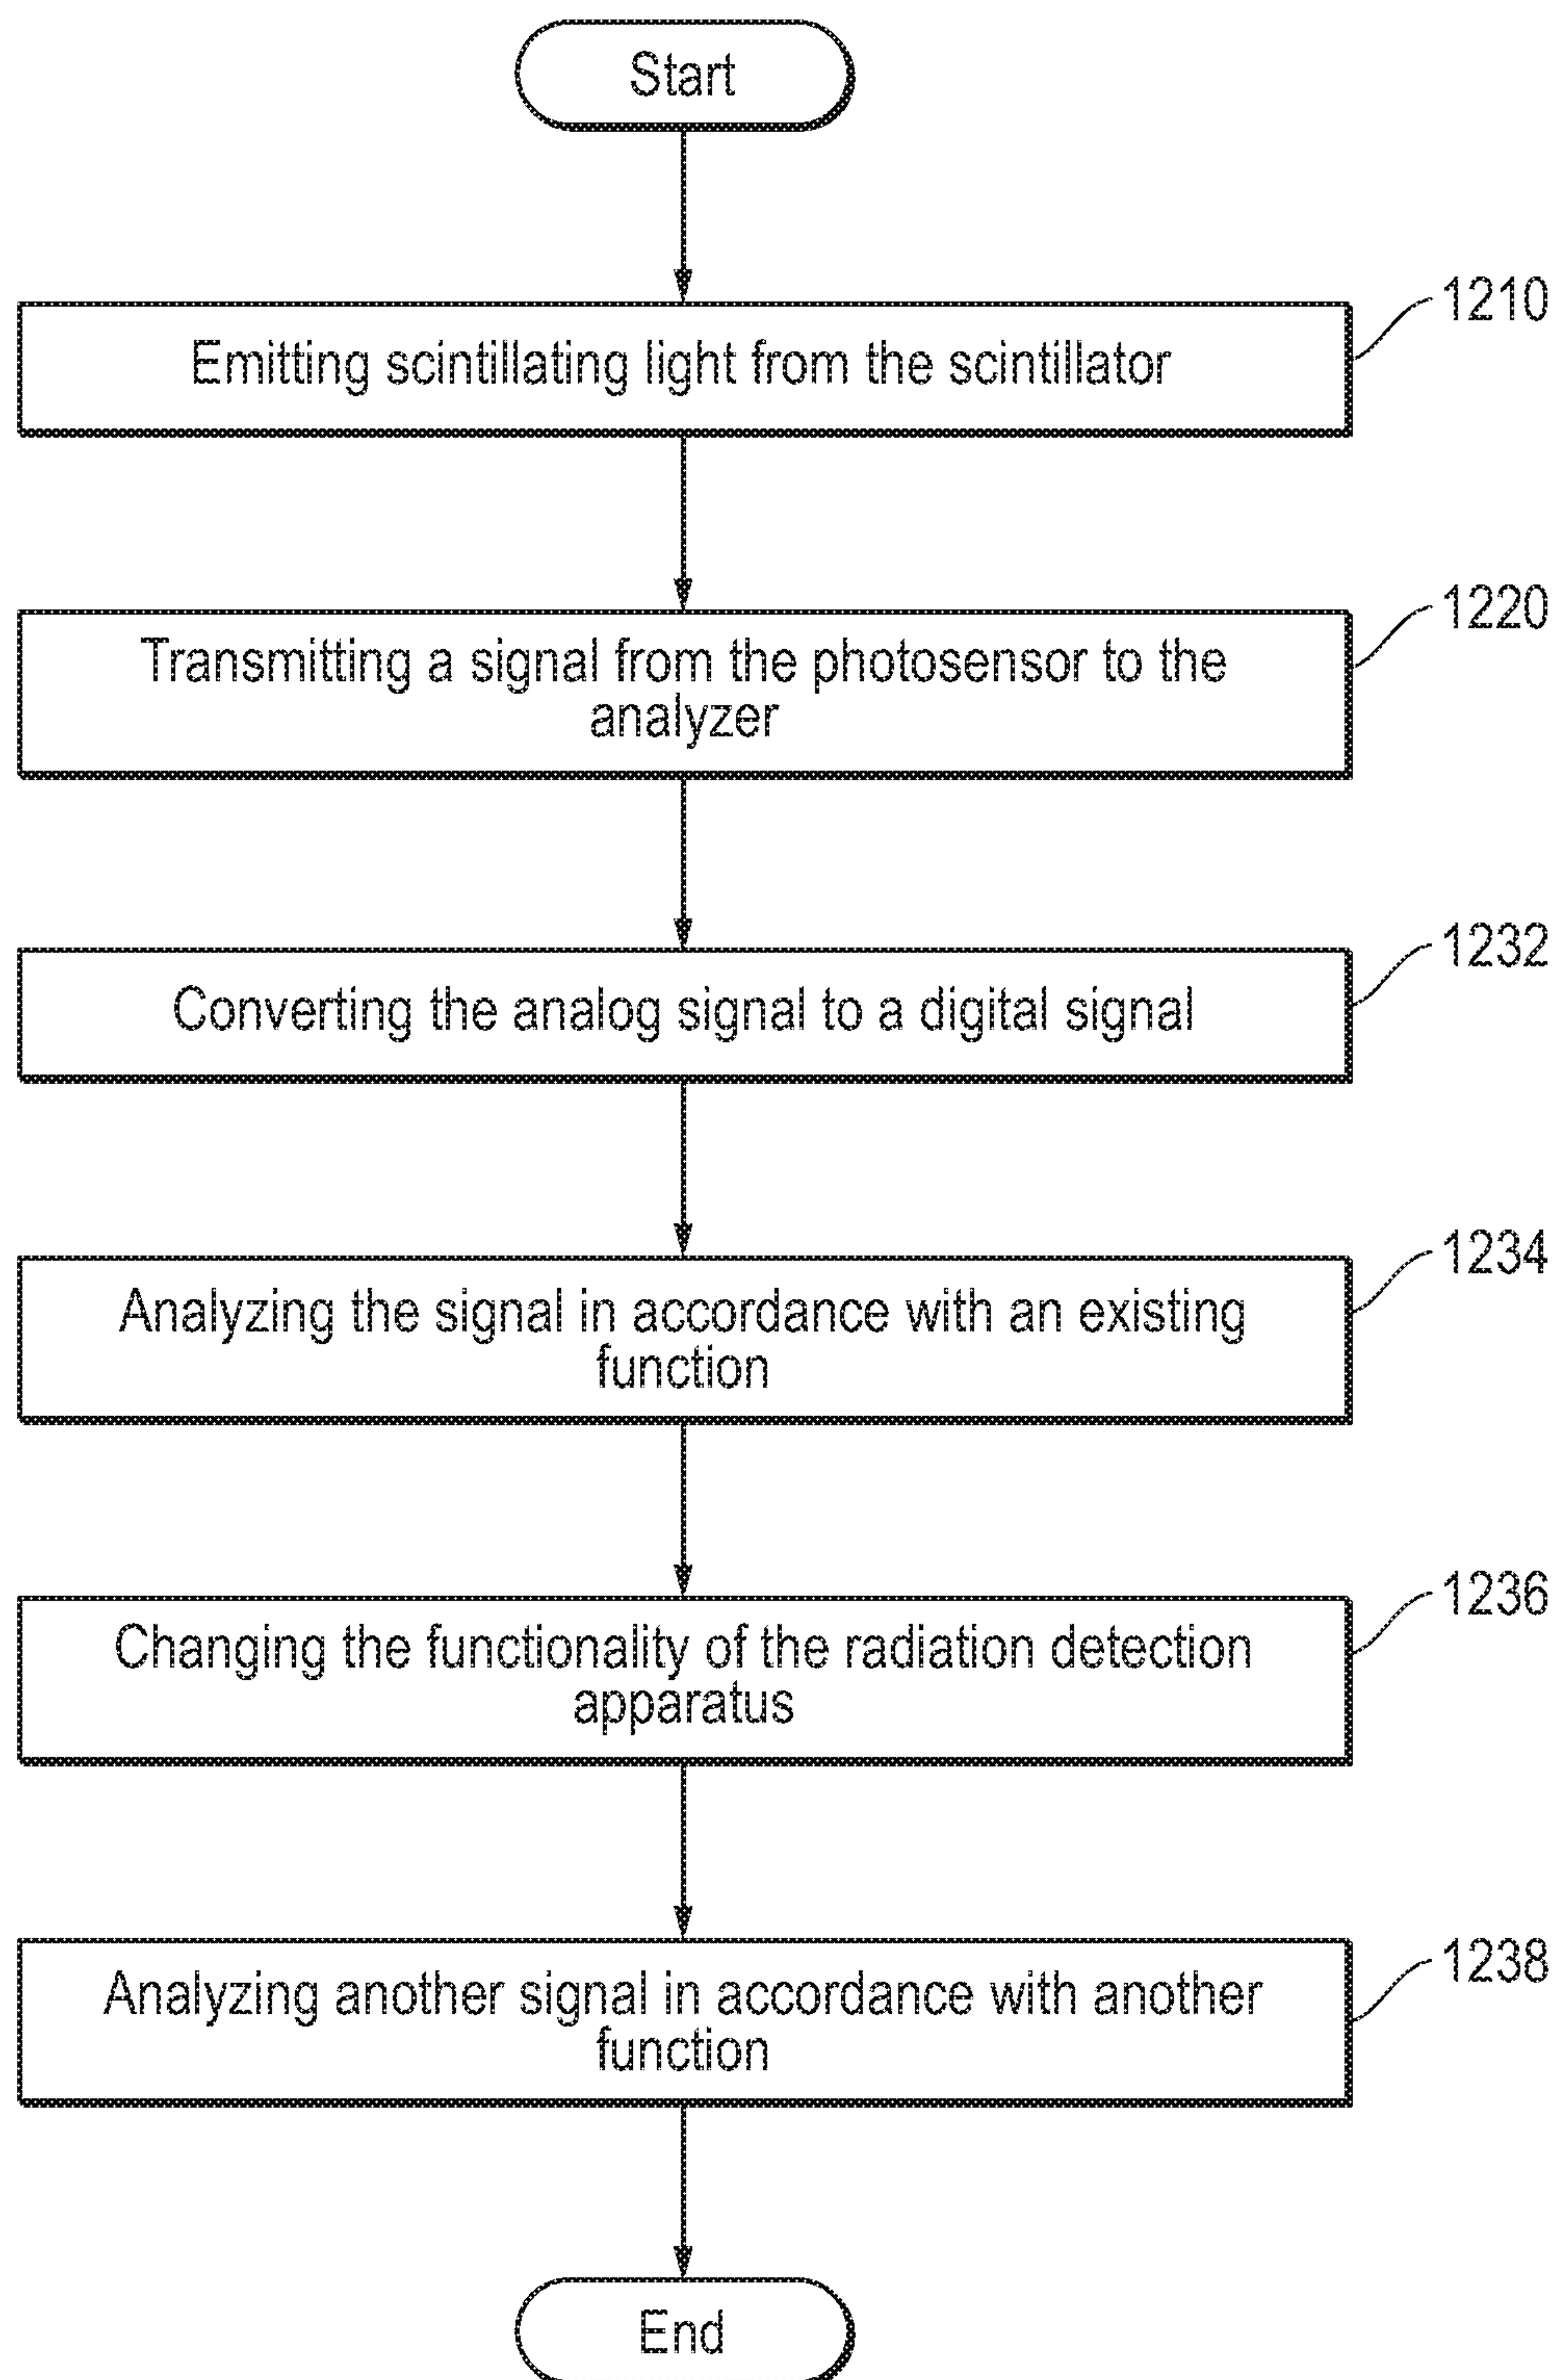 Start
1210
Emitting scintillating light from the scintillator
1220
Transmitting a signal from the photosensor to the
analyzer
1232
Converting the analog signal to a digital signal
1234
Analyzing the signal in accordance with an existing
function
1236
Changing the functionality of the radiation detection
apparatus
1238
Analyzing another signal in accordance with another
function
End